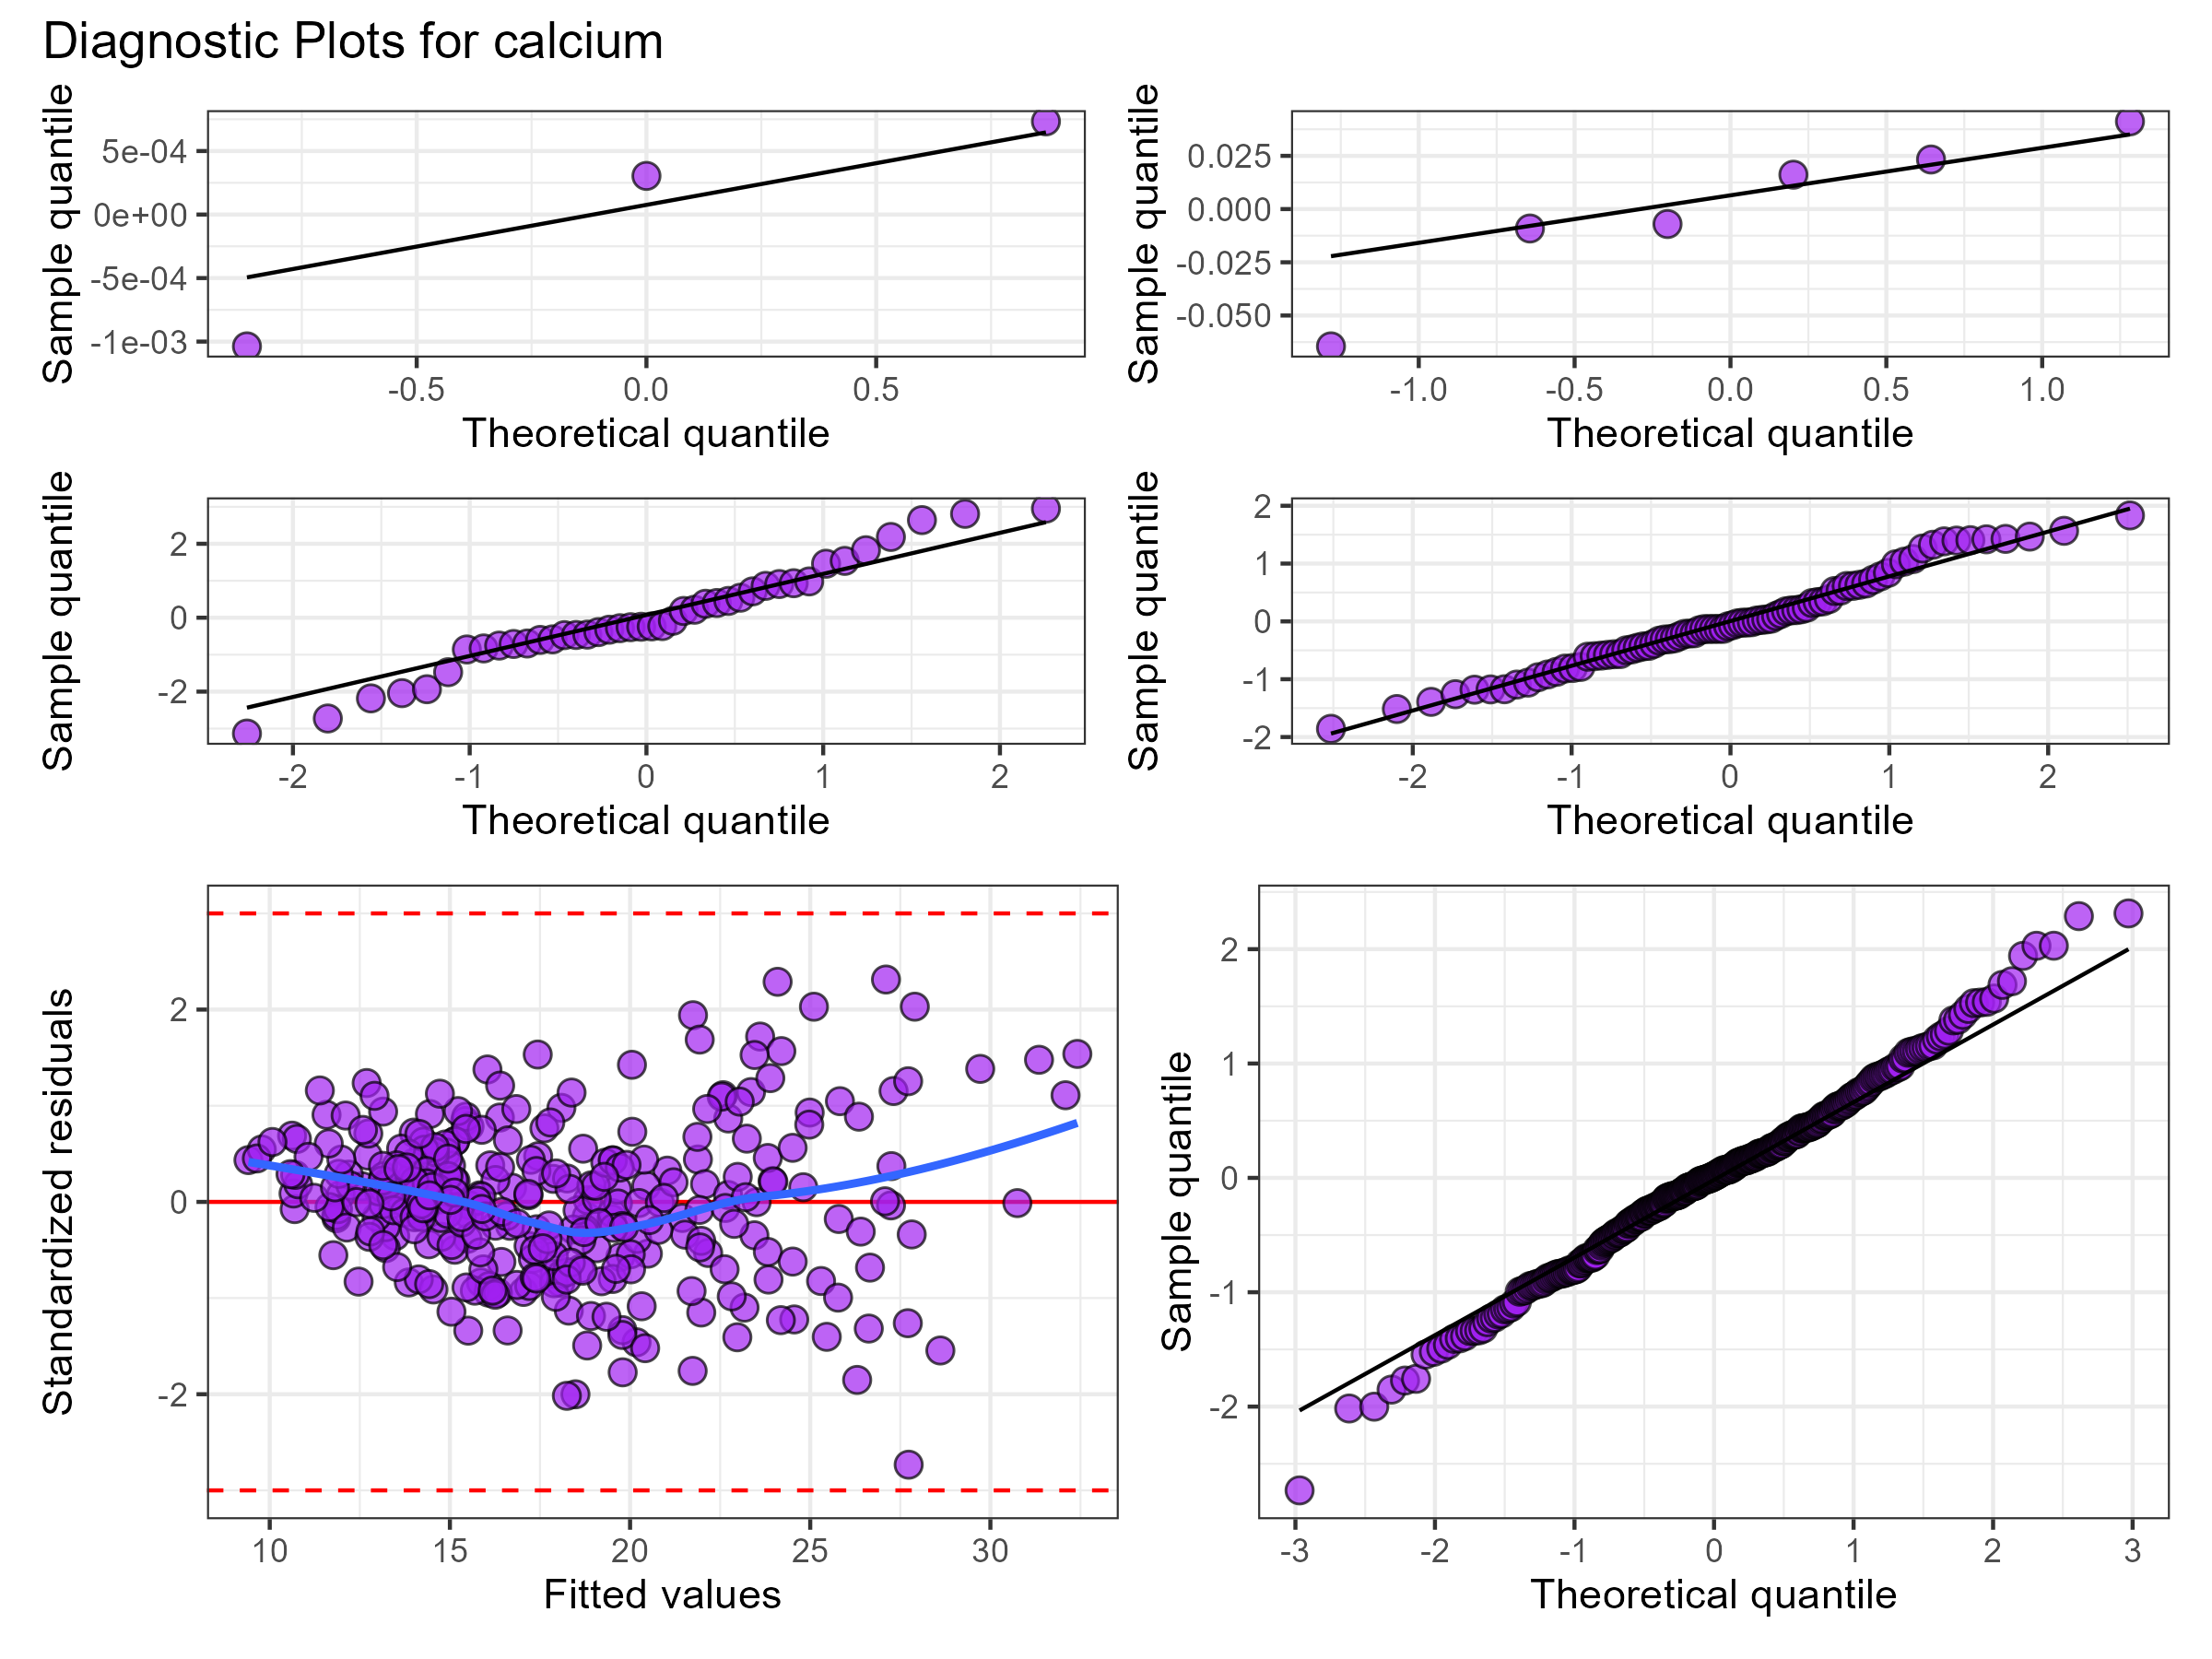 Diagnostic Plots for calcium
Sample quantile
5e-04
0e+00
-5e-04
-1e-03
-0.5 0.0 0.5
Theoretical quantile
Sample quantile
0.025
0.000
-0.025
-0.050
-1.0 -0.5 0.0 0.5 1.0
Theoretical quantile
Sample quantile
2
0
-2
-2 -1 0 1 2
Theoretical quantile
Sample quantile
2
1
0
-1
-2
-2 -1 0 1 2
Theoretical quantile
Standardized residuals
2
0
-2
10 15 20 25 30
Fitted values
Sample quantile
2
1
0
-1
-2
-3 -2 -1 0 1 2 3
Theoretical quantile